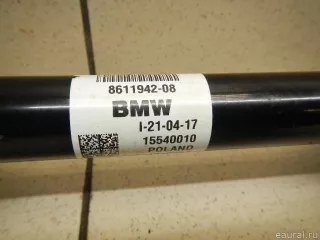 8611942-08
BMW
I-21-04-17
15540010
POLAND
eaural.ru